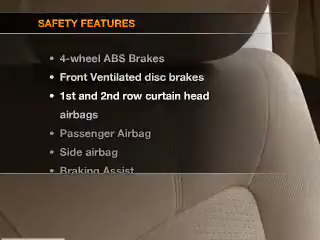 SAFETY FEATURES
• 4-wheel ABS Brakes
• Front Ventilated disc brakes
• 1st and 2nd row curtain head
airbags
• Passenger Airbag
• Side airbag
• Braking Assist